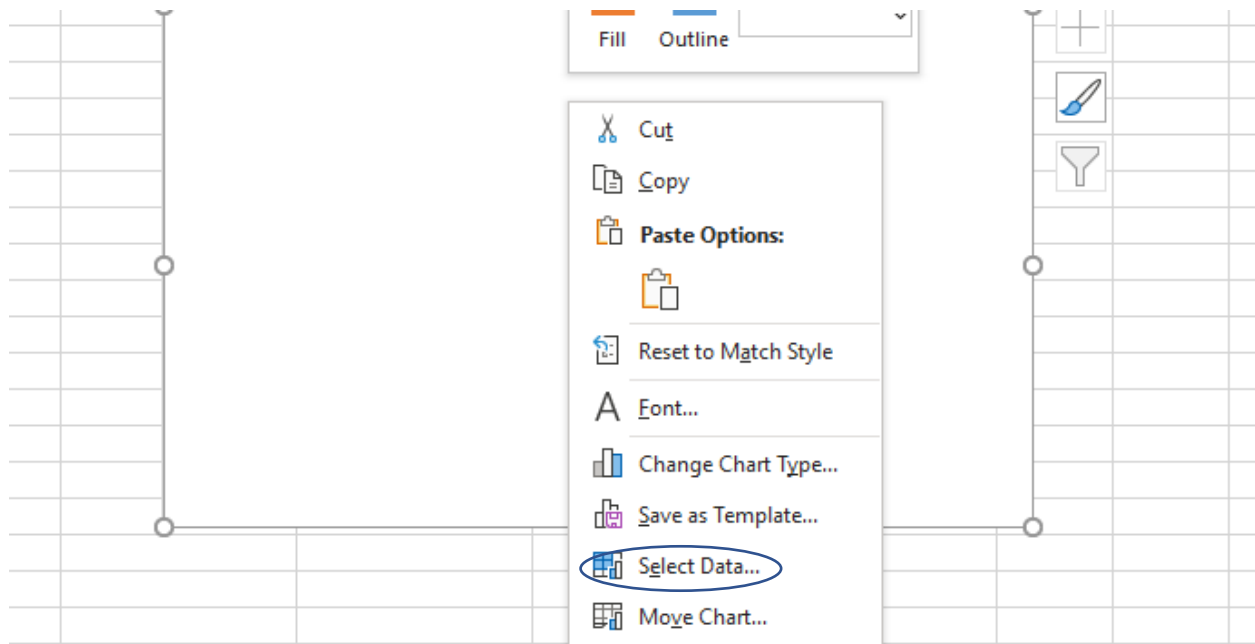 Fill Outline
Cut
Copy
Paste Options:
Reset to Match Style
Font...
Change Chart Type...
Save as Template...
Select Data...
Move Chart...